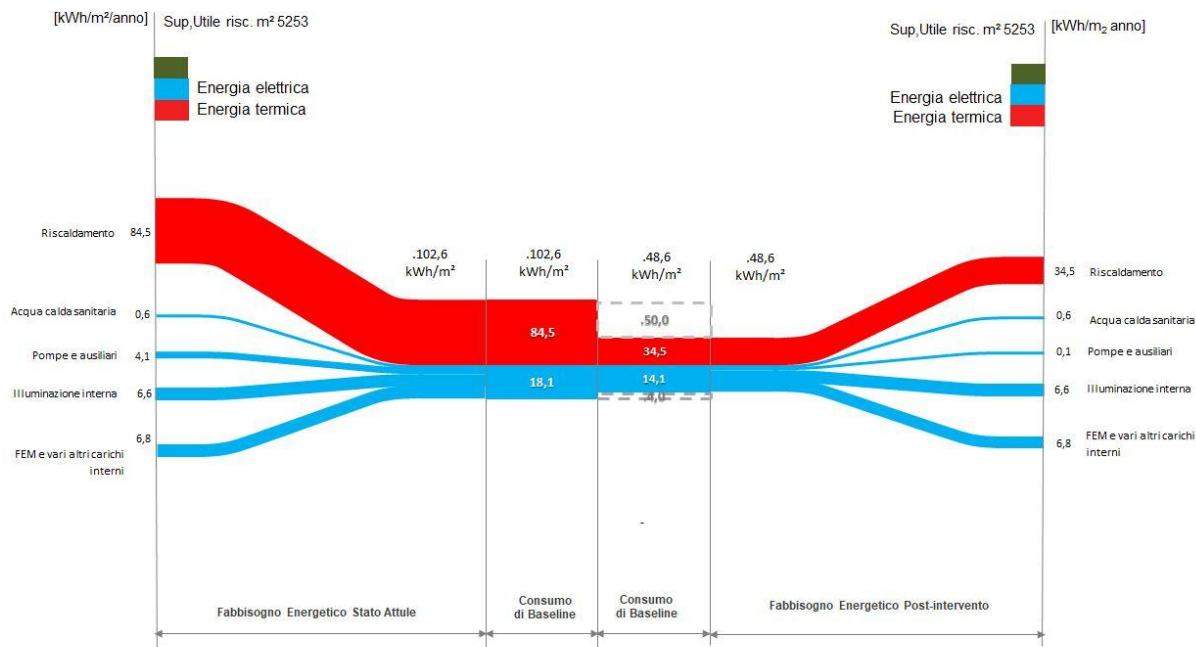 [kWh/m²/anno]
Sup,Utile risc. m² 5253
Sup,Utile risc. m² 5253
[kWh/m₂ anno]
Energia elettrica
Energia termica
Energia elettrica
Energia termica
Riscaldamento 84,5
Acqua calda sanitaria 0,6
Pompe e ausiliari 4,1
Illuminazione interna 6,6
6,8
FEM e vari altri carichi
interni
.102,6
kWh/m²
.102,6
kWh/m²
.48,6
kWh/m²
.48,6
kWh/m²
84,5
18,1
.50,0
34,5
14,1
.4,0
-
34,5 Riscaldamento
0,6 Acqua calda sanitaria
0,1 Pompe e ausiliari
6,6 Illuminazione interna
6,8 FEM e vari altri carichi
interni
Fabbisogno Energetico Stato Attule
Consumo
di Baseline
Consumo
di Baseline
Fabbisogno Energetico Post-intervento